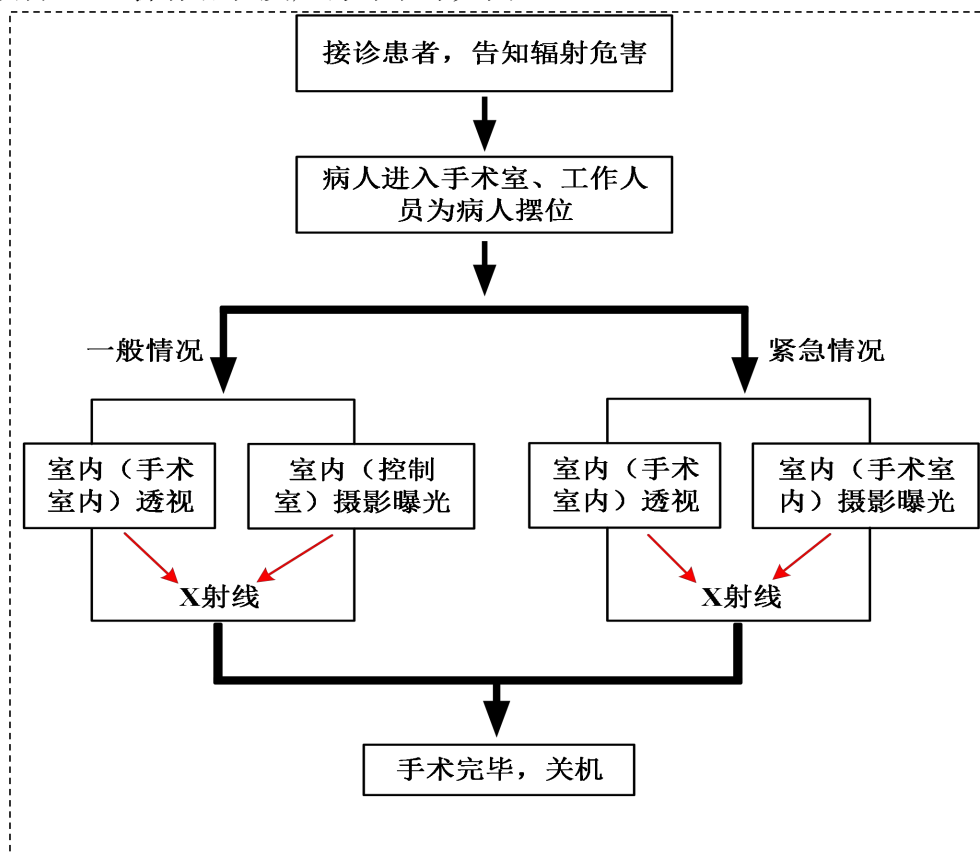 接诊患者，告知辐射危害
病人进入手术室、工作人
员为病人摆位
一般情况
紧急情况
室内（手术
室内）透视
室内（控制
室）摄影曝光
X射线
室内（手术
室内）透视
室内（手术室
内）摄影曝光
X射线
手术完毕，关机